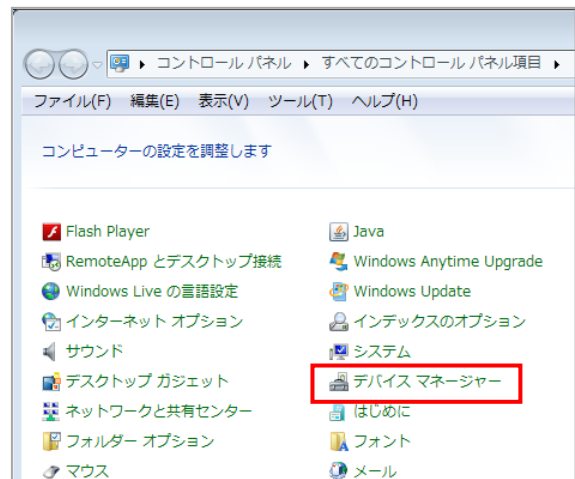 コントロール パネル ▸ すべてのコントロール パネル項目 ▸
ファイル(F) 編集(E) 表示(V) ツール(T) ヘルプ(H)
コンピューターの設定を調整します
Flash Player
Java
RemoteApp とデスクトップ接続
Windows Anytime Upgrade
Windows Live の言語設定
Windows Update
インターネット オプション
インデックスのオプション
サウンド
システム
デスクトップ ガジェット
デバイス マネージャー
ネットワークと共有センター
はじめに
フォルダー オプション
フォント
マウス
メール